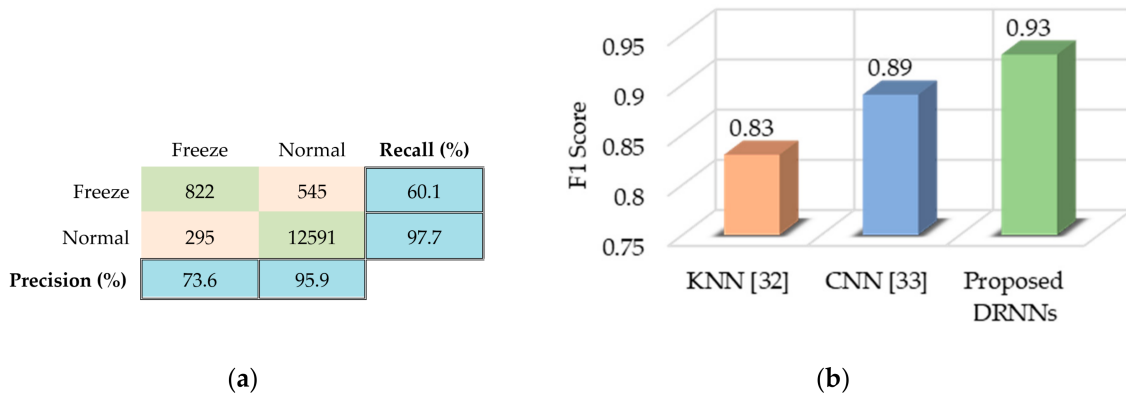 Freeze Normal Recall (%)
Freeze 822 545 60.1
Normal 295 12591 97.7
Precision (%) 73.6 95.9
(a)
F1 Score
0.95
0.9
0.85
0.8
0.75
0.83
0.89
0.93
KNN [32]
CNN [33]
Proposed
DRNNs
(b)